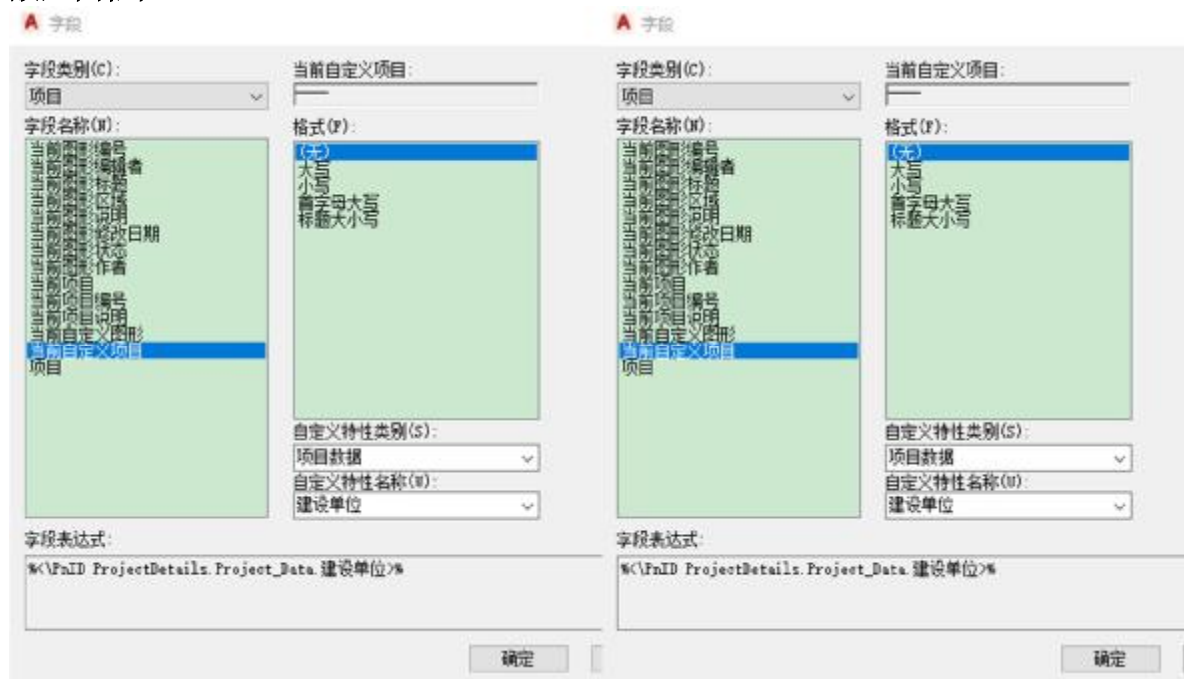 字段
字段类别(C):
项目
字段名称(N):
当前图形编号
当前图形编辑者
当前图形标题
当前图形区域
当前图形说明
当前图形修改日期
当前图形状态
当前图形作者
当前项目
当前项目编号
当前项目说明
当前自定义图形
当前自定义项目
项目
当前自定义项目:
格式(F):
(无)
大写
小写
首字母大写
标题大小写
自定义特性类别(S):
项目数据
自定义特性名称(U):
建设单位
字段表达式:
%<\PnID ProjectDetails.Project_Data.建设单位>%
确定
字段
字段类别(C):
项目
字段名称(N):
当前图形编号
当前图形编辑者
当前图形标题
当前图形区域
当前图形说明
当前图形修改日期
当前图形状态
当前图形作者
当前项目
当前项目编号
当前项目说明
当前自定义图形
当前自定义项目
项目
当前自定义项目:
格式(F):
(无)
大写
小写
首字母大写
标题大小写
自定义特性类别(S):
项目数据
自定义特性名称(U):
建设单位
字段表达式:
%<\PnID ProjectDetails.Project_Data.建设单位>%
确定